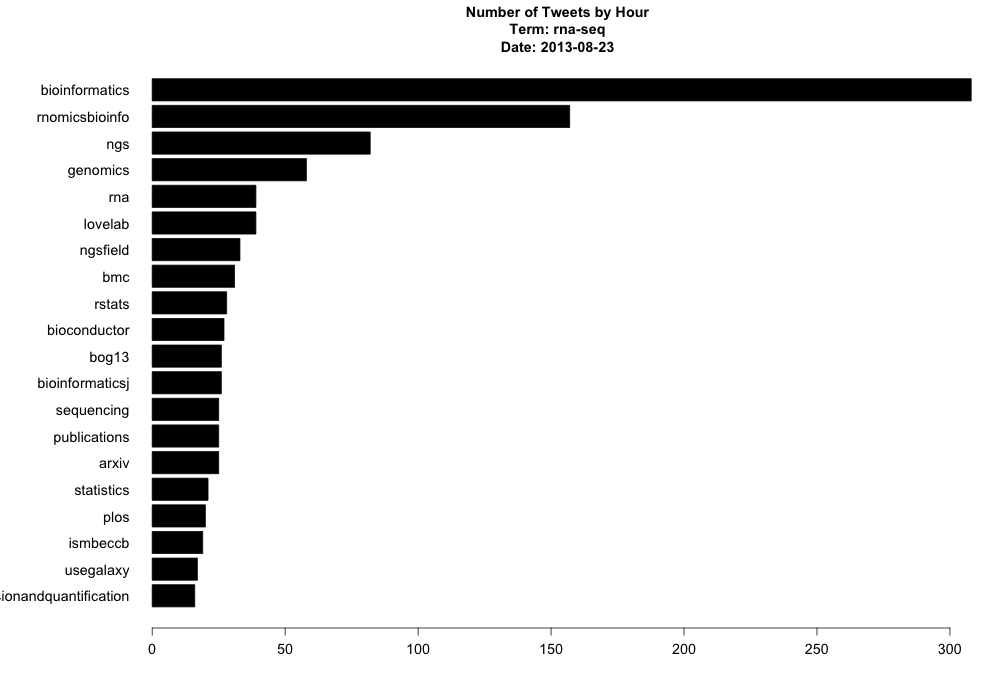 Number of Tweets by Hour
Term: rna-seq
Date: 2013-08-23
bioinformatics
rnomicsbioinfo
ngs
genomics
rna
lovelab
ngsfield
bmc
rstats
bioconductor
bog13
bioinformaticsj
sequencing
publications
arxiv
statistics
plos
ismbeccb
usegalaxy
sionandquantification
0 50 100 150 200 250 300